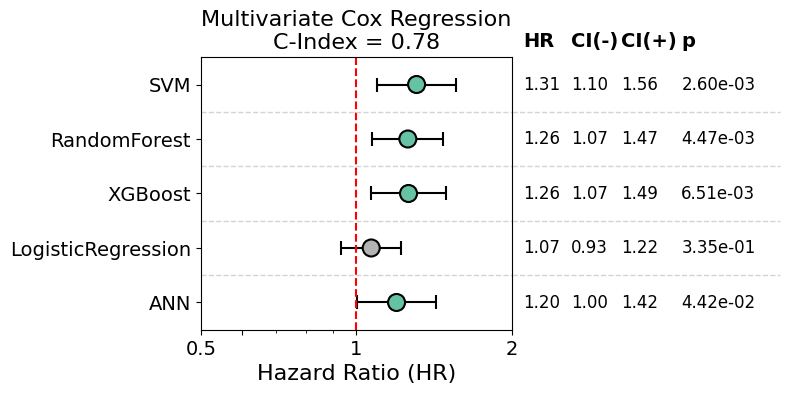 Multivariate Cox Regression
C-Index = 0.78
HR CI(-) CI(+) p
SVM 1.31 1.10 1.56 2.60e-03
RandomForest 1.26 1.07 1.47 4.47e-03
XGBoost 1.26 1.07 1.49 6.51e-03
LogisticRegression 1.07 0.93 1.22 3.35e-01
ANN 1.20 1.00 1.42 4.42e-02
0.5 1 2
Hazard Ratio (HR)